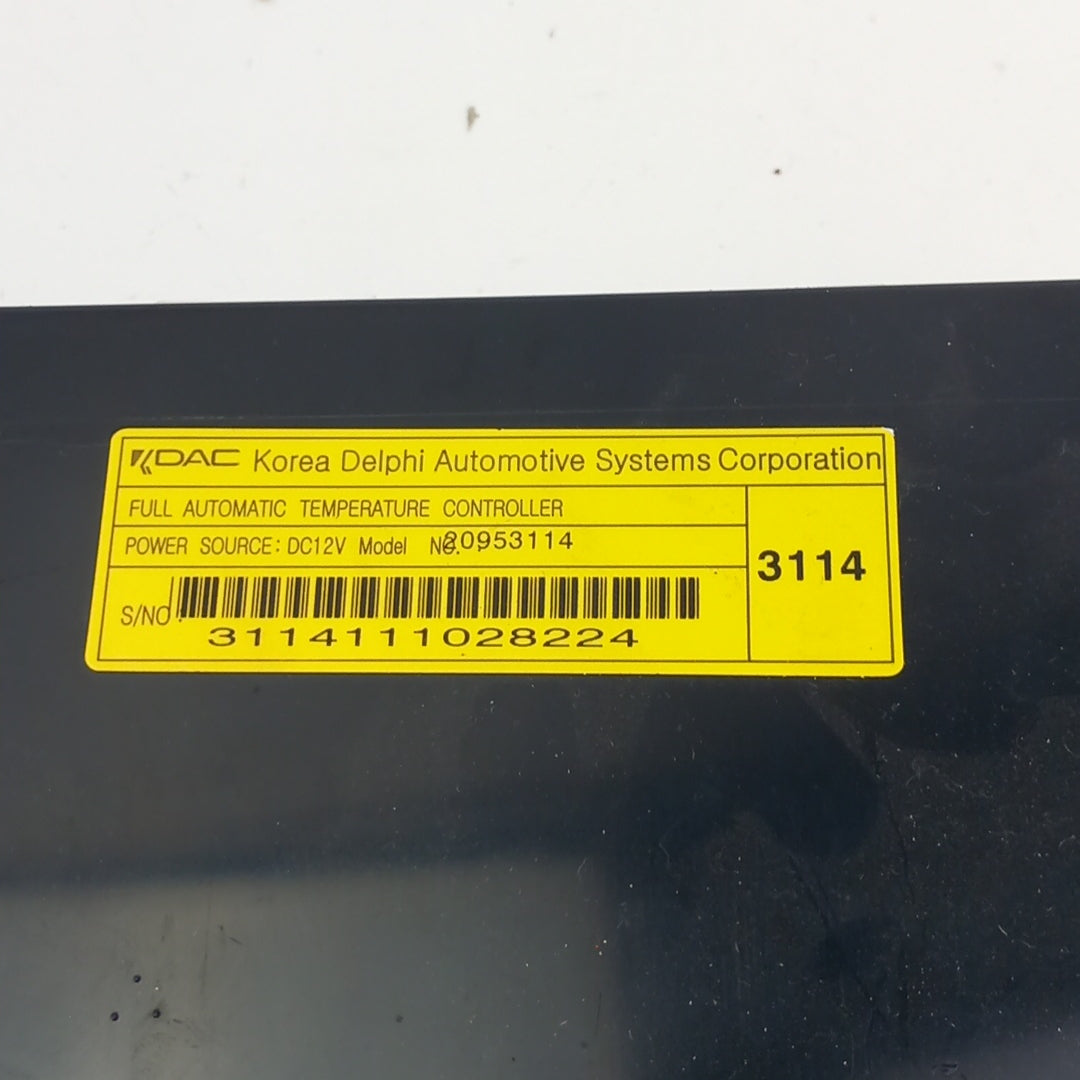 KDAC Korea Delphi Automotive Systems Corporation
FULL AUTOMATIC TEMPERATURE CONTROLLER
POWER SOURCE: DC12V Model NO. 20953114
3114
S/NO.
3114111028224